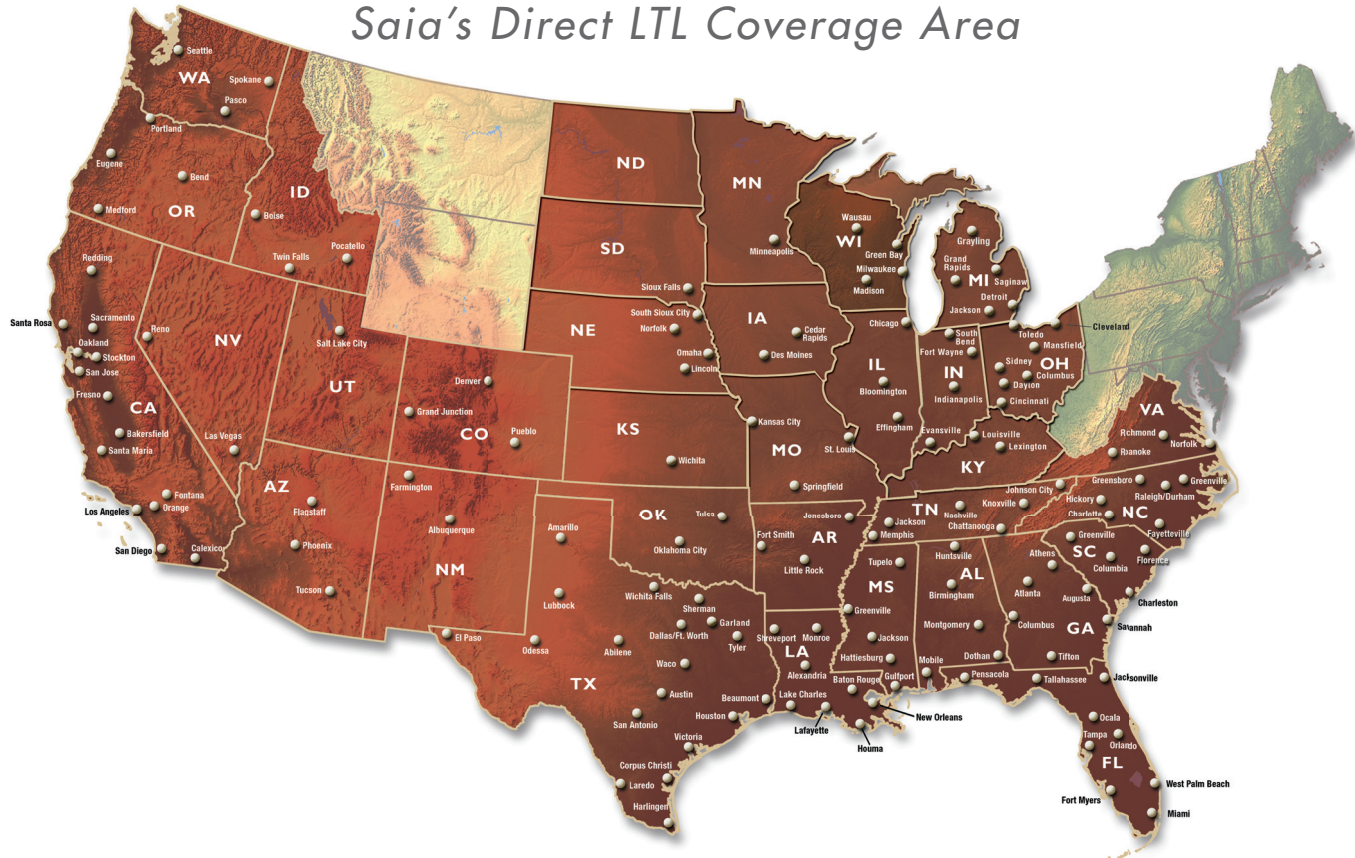 Saia's Direct LTL Coverage Area
Seattle
WA
Spokane
Pasco
Portland
Eugene
Bend
OR
Medford
ID
Boise
Pocatello
Twin Falls
ND
MN
Minneapolis
SD
Sioux Falls
Wausau
WI
Green Bay
Milwaukee
Madison
Grayling
Grand
Rapids
MI
Saginaw
Detroit
Jackson
Redding
Santa Rosa
Sacramento
Oakland
Stockton
San Jose
Fresno
CA
Bakersfield
Santa Maria
Fontana
Orange
Los Angeles
San Diego
Calexico
Reno
NV
Las Vegas
Salt Lake City
UT
Denver
Grand Junction
CO
Pueblo
South Sioux City
NE
Norfolk
Omaha
Lincoln
IA
Cedar
Rapids
Des Moines
Chicago
IL
Bloomington
Effingham
South
Bend
Fort Wayne
IN
Indianapolis
Evansville
Toledo
Cleveland
Mansfield
Sidney
OH
Columbus
Dayton
Cincinnati
KS
Wichita
Kansas City
MO
St. Louis
Springfield
Louisville
Lexington
KY
VA
Rchmond
Norfolk
Rianoke
AZ
Flagstaff
Phoenix
Tucson
Farmington
Albuquerque
NM
OK
Tulsa
Oklahoma City
Jonesboro
Fort Smith
AR
Little Rock
TN
Jackson
Memphis
Nashville
Knoxville
Johnson City
Chattanooga
Greensboro
Greenville
Hickory
Raleigh/Durham
Charlotte
NC
Fayetteville
Greenville
SC
Columbia
Florence
Charleston
Amarillo
Lubbock
Wichita Falls
Sherman
Garland
Dallas/Ft. Worth
Tyler
El Paso
Odessa
Abilene
Waco
TX
Austin
Beaumont
San Antonio
Houston
Victoria
Corpus Christi
Laredo
Harlingen
Shreveport
Monroe
LA
Alexandria
Baton Rouge
Lake Charles
Lafayette
New Orleans
Houma
Tupelo
MS
Greenville
Jackson
Hattiesburg
Gulfport
Huntsville
AL
Birmingham
Montgomery
Dothan
Mobile
Athens
Atlanta
Augusta
Columbus
GA
Savannah
Tifton
Pensacola
Tallahassee
Jacksonville
Ocala
Tampa
Orlando
FL
West Palm Beach
Fort Myers
Miami